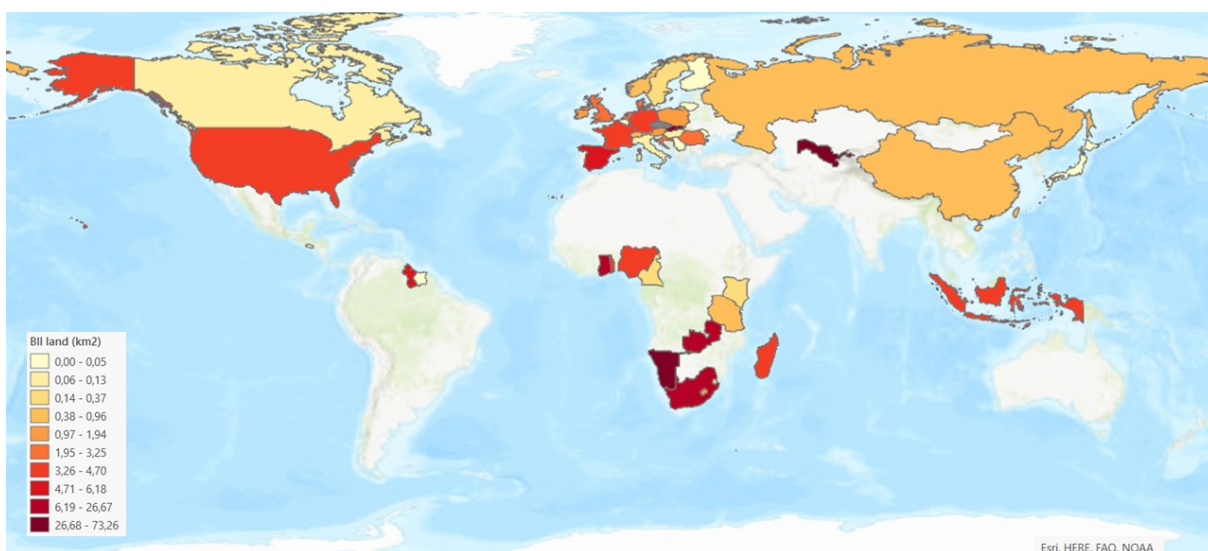 BII land (km2)
0,00 - 0,05
0,06 - 0,13
0,14 - 0,37
0,38 - 0,96
0,97 - 1,94
1,95 - 3,25
3,26 - 4,70
4,71 - 6,18
6,19 - 26,67
26,68 - 73,26
Esri, HERE, FAO, NOAA